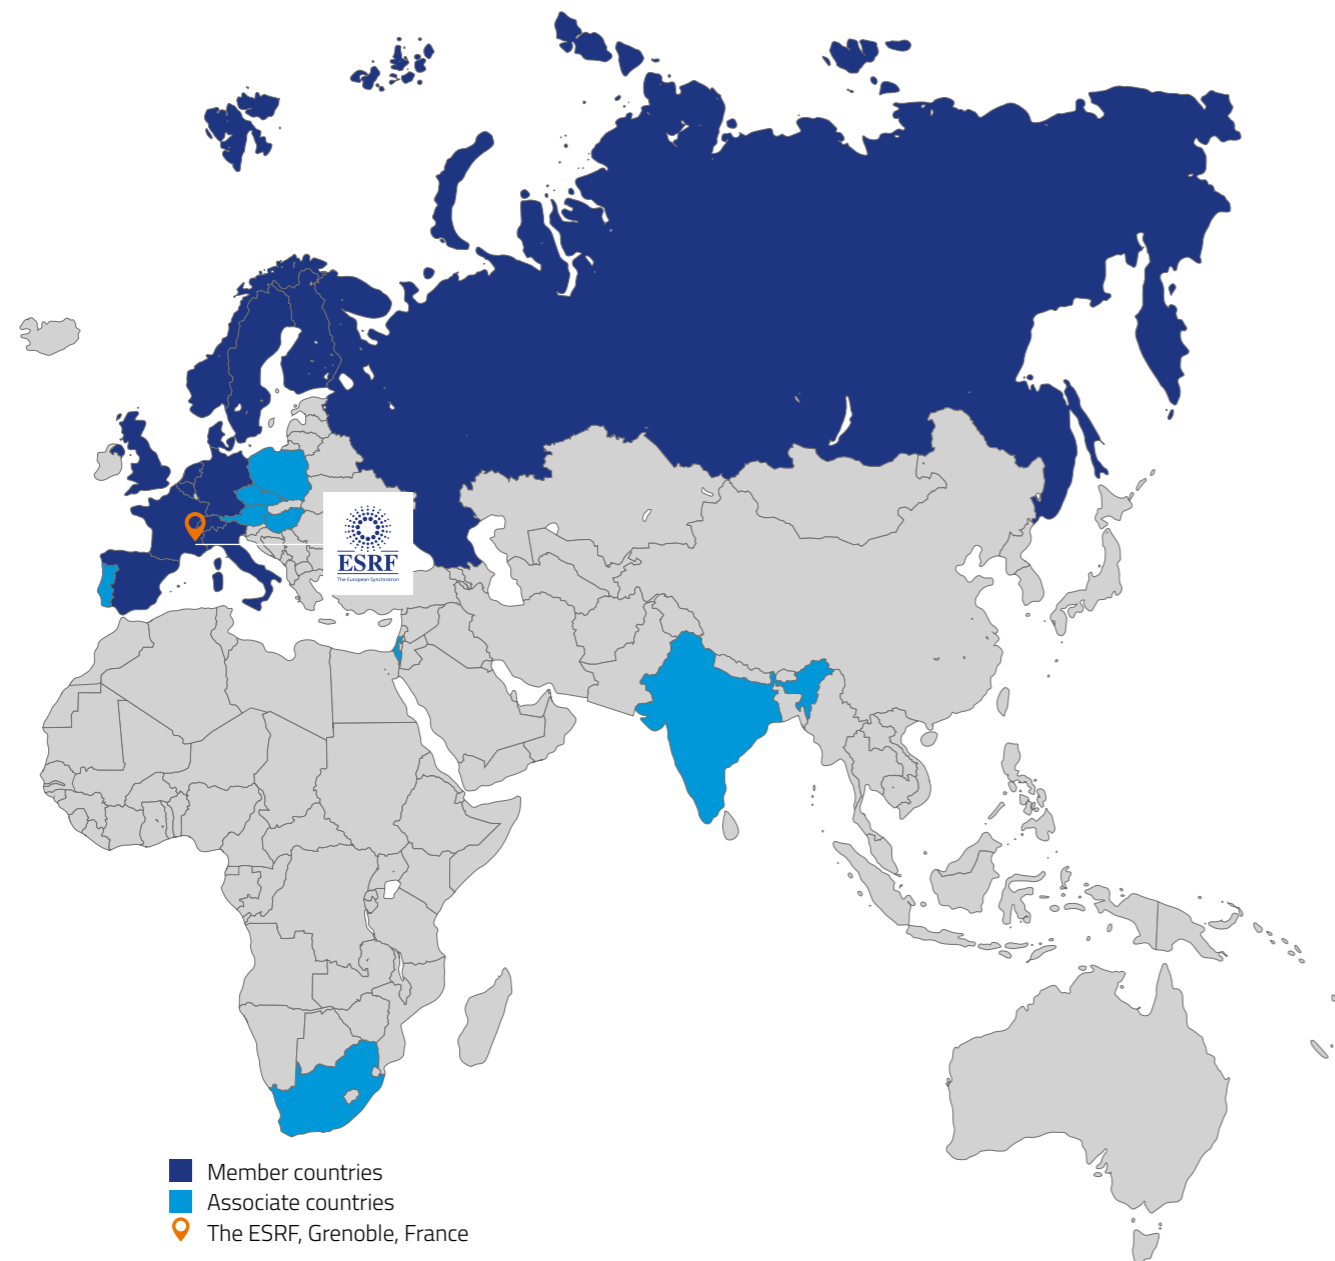 ESRF
The European Synchrotron
Member countries
Associate countries
The ESRF, Grenoble, France